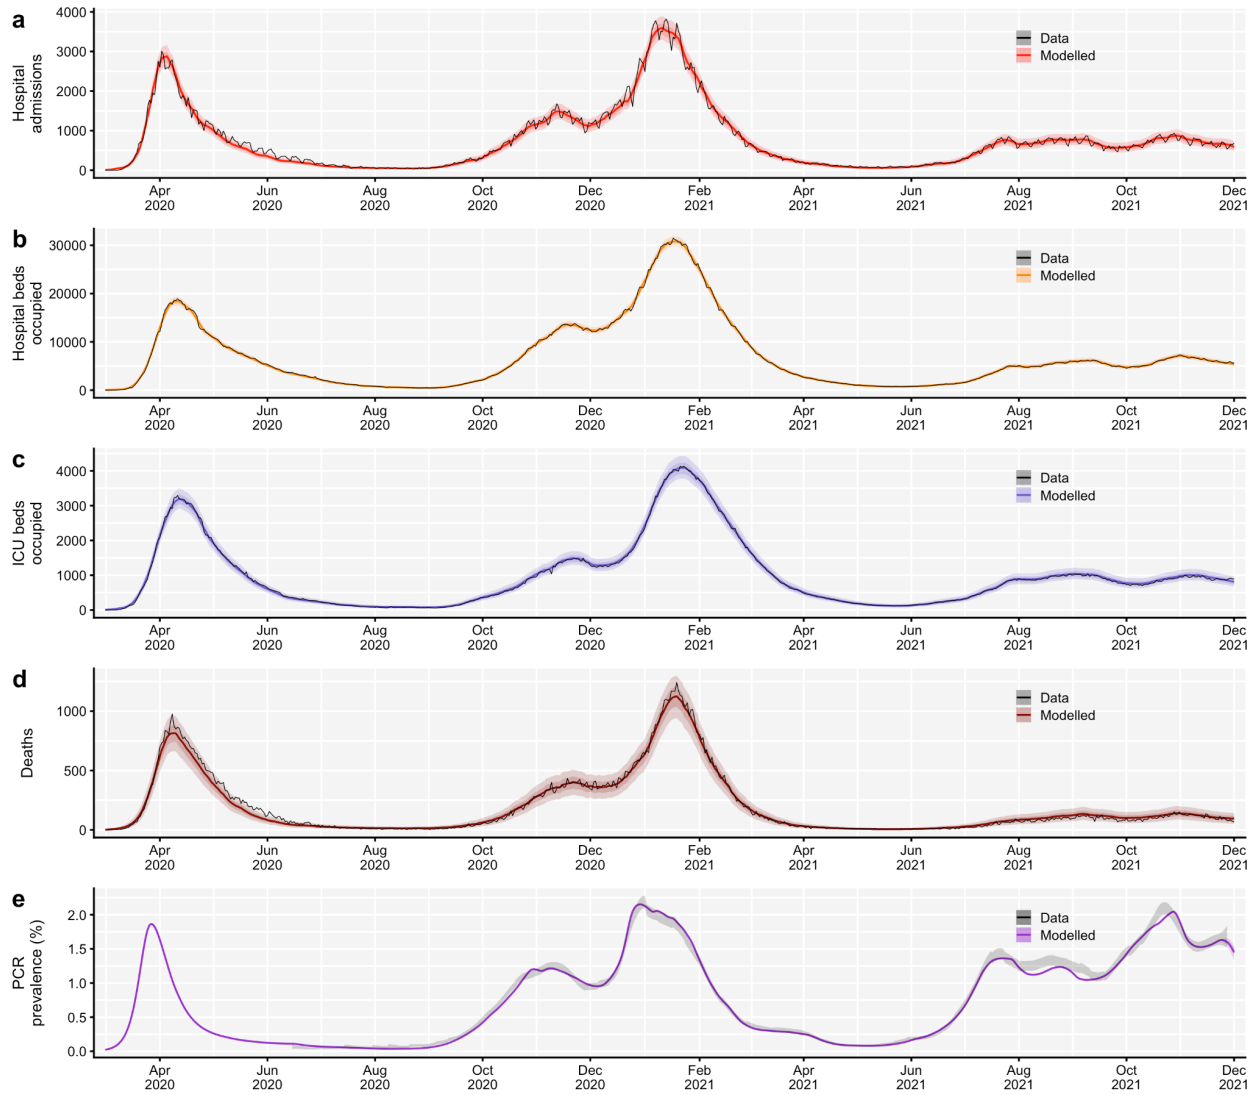 a
Hospital
admissions
4000
3000
2000
1000
0
Data
Modelled
Apr Jun Aug Oct Dec Feb Apr Jun Aug Oct Dec
2020 2020 2020 2020 2020 2021 2021 2021 2021 2021 2021
b
Hospital beds
occupied
30000
20000
10000
0
Data
Modelled
Apr Jun Aug Oct Dec Feb Apr Jun Aug Oct Dec
2020 2020 2020 2020 2020 2021 2021 2021 2021 2021 2021
c
ICU beds
occupied
4000
3000
2000
1000
0
Data
Modelled
Apr Jun Aug Oct Dec Feb Apr Jun Aug Oct Dec
2020 2020 2020 2020 2020 2021 2021 2021 2021 2021 2021
d
Deaths
1000
500
0
Data
Modelled
Apr Jun Aug Oct Dec Feb Apr Jun Aug Oct Dec
2020 2020 2020 2020 2020 2021 2021 2021 2021 2021 2021
e
PCR
prevalence (%)
2.0
1.5
1.0
0.5
0.0
Data
Modelled
Apr Jun Aug Oct Dec Feb Apr Jun Aug Oct Dec
2020 2020 2020 2020 2020 2021 2021 2021 2021 2021 2021